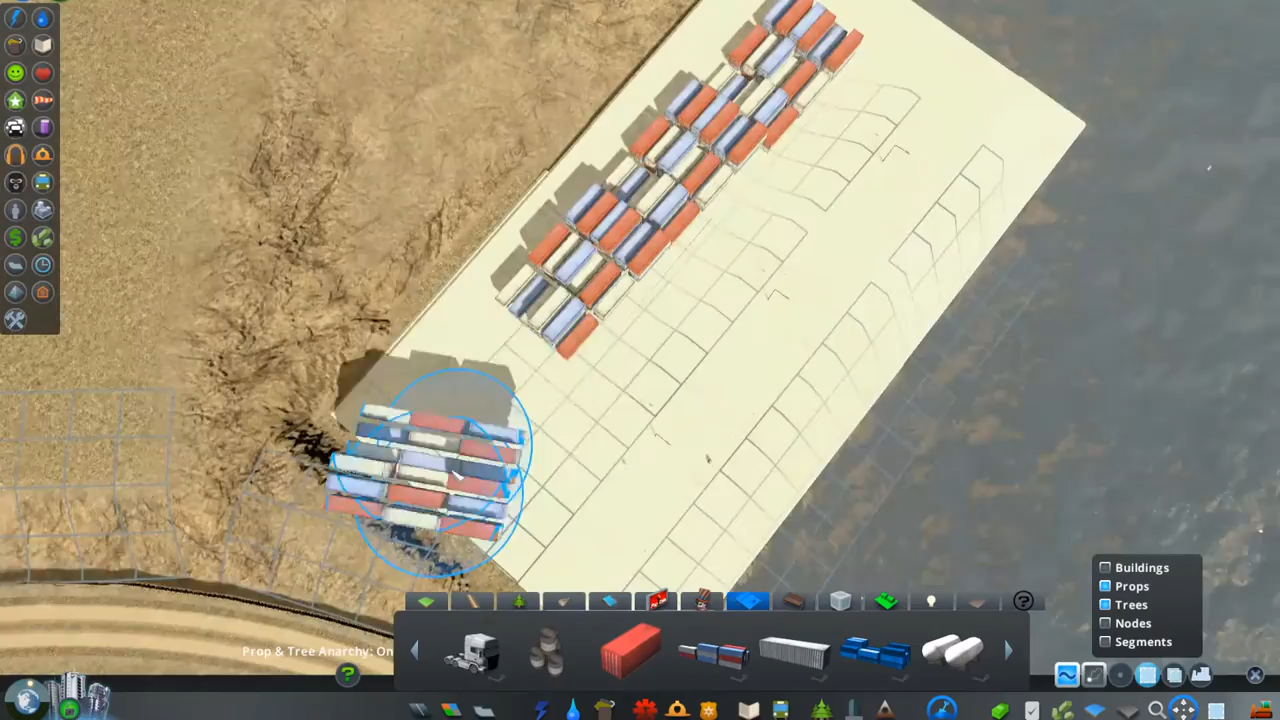 Buildings
Props
Trees
Nodes
Segments
Prop & Tree Anarchy: On